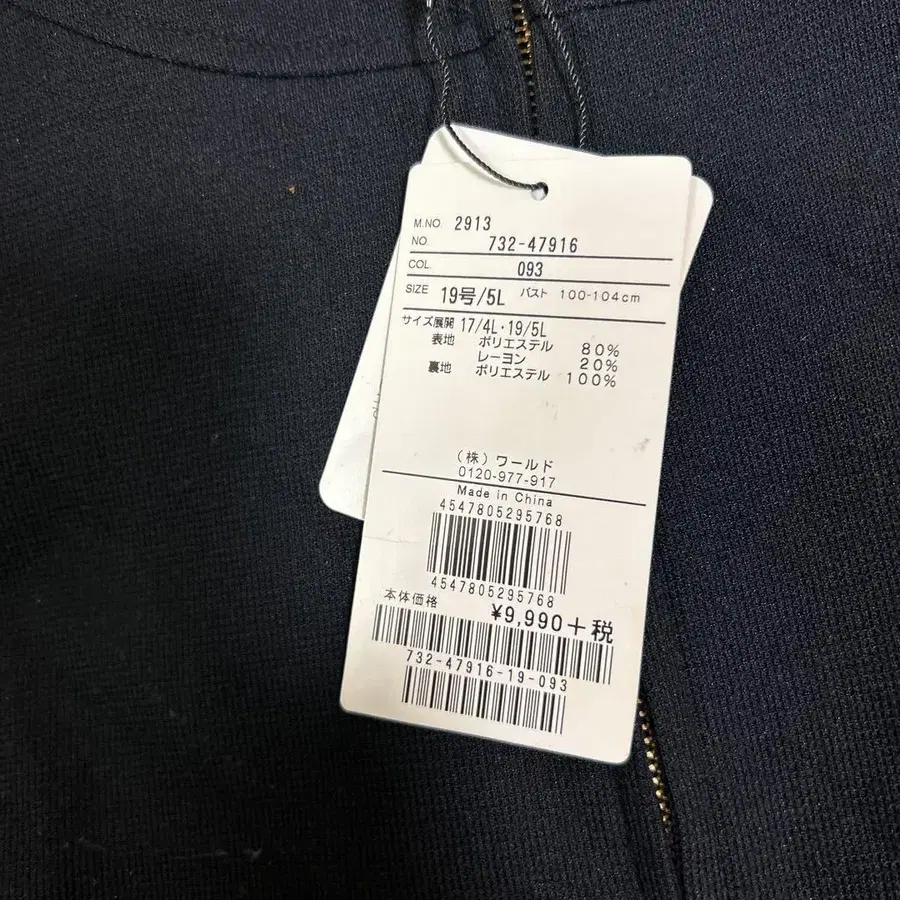 M.NO. 2913
NO. 732-47916
COL. 093
SIZE 19号/5L バスト 100-104cm
サイズ展開 17/4L・19/5L
表地 ポリエステル 80%
レーヨン 20%
裏地 ポリエステル 100%
(株)ワールド
0120-977-917
Made in China
4547805295768
4547805295768
本体価格 ¥9,990+税
732-47916-19-093